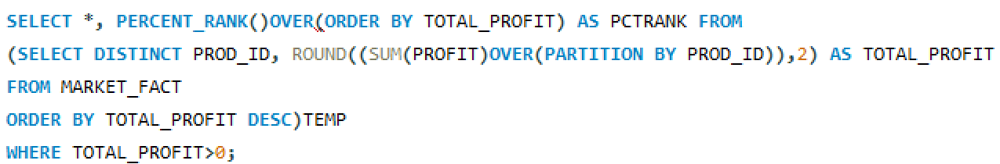 SELECT *, PERCENT_RANK()OVER(ORDER BY TOTAL_PROFIT) AS PCTRANK FROM
(SELECT DISTINCT PROD_ID, ROUND((SUM(PROFIT)OVER(PARTITION BY PROD_ID)),2) AS TOTAL_PROFIT
FROM MARKET_FACT
ORDER BY TOTAL_PROFIT DESC)TEMP
WHERE TOTAL_PROFIT>0;